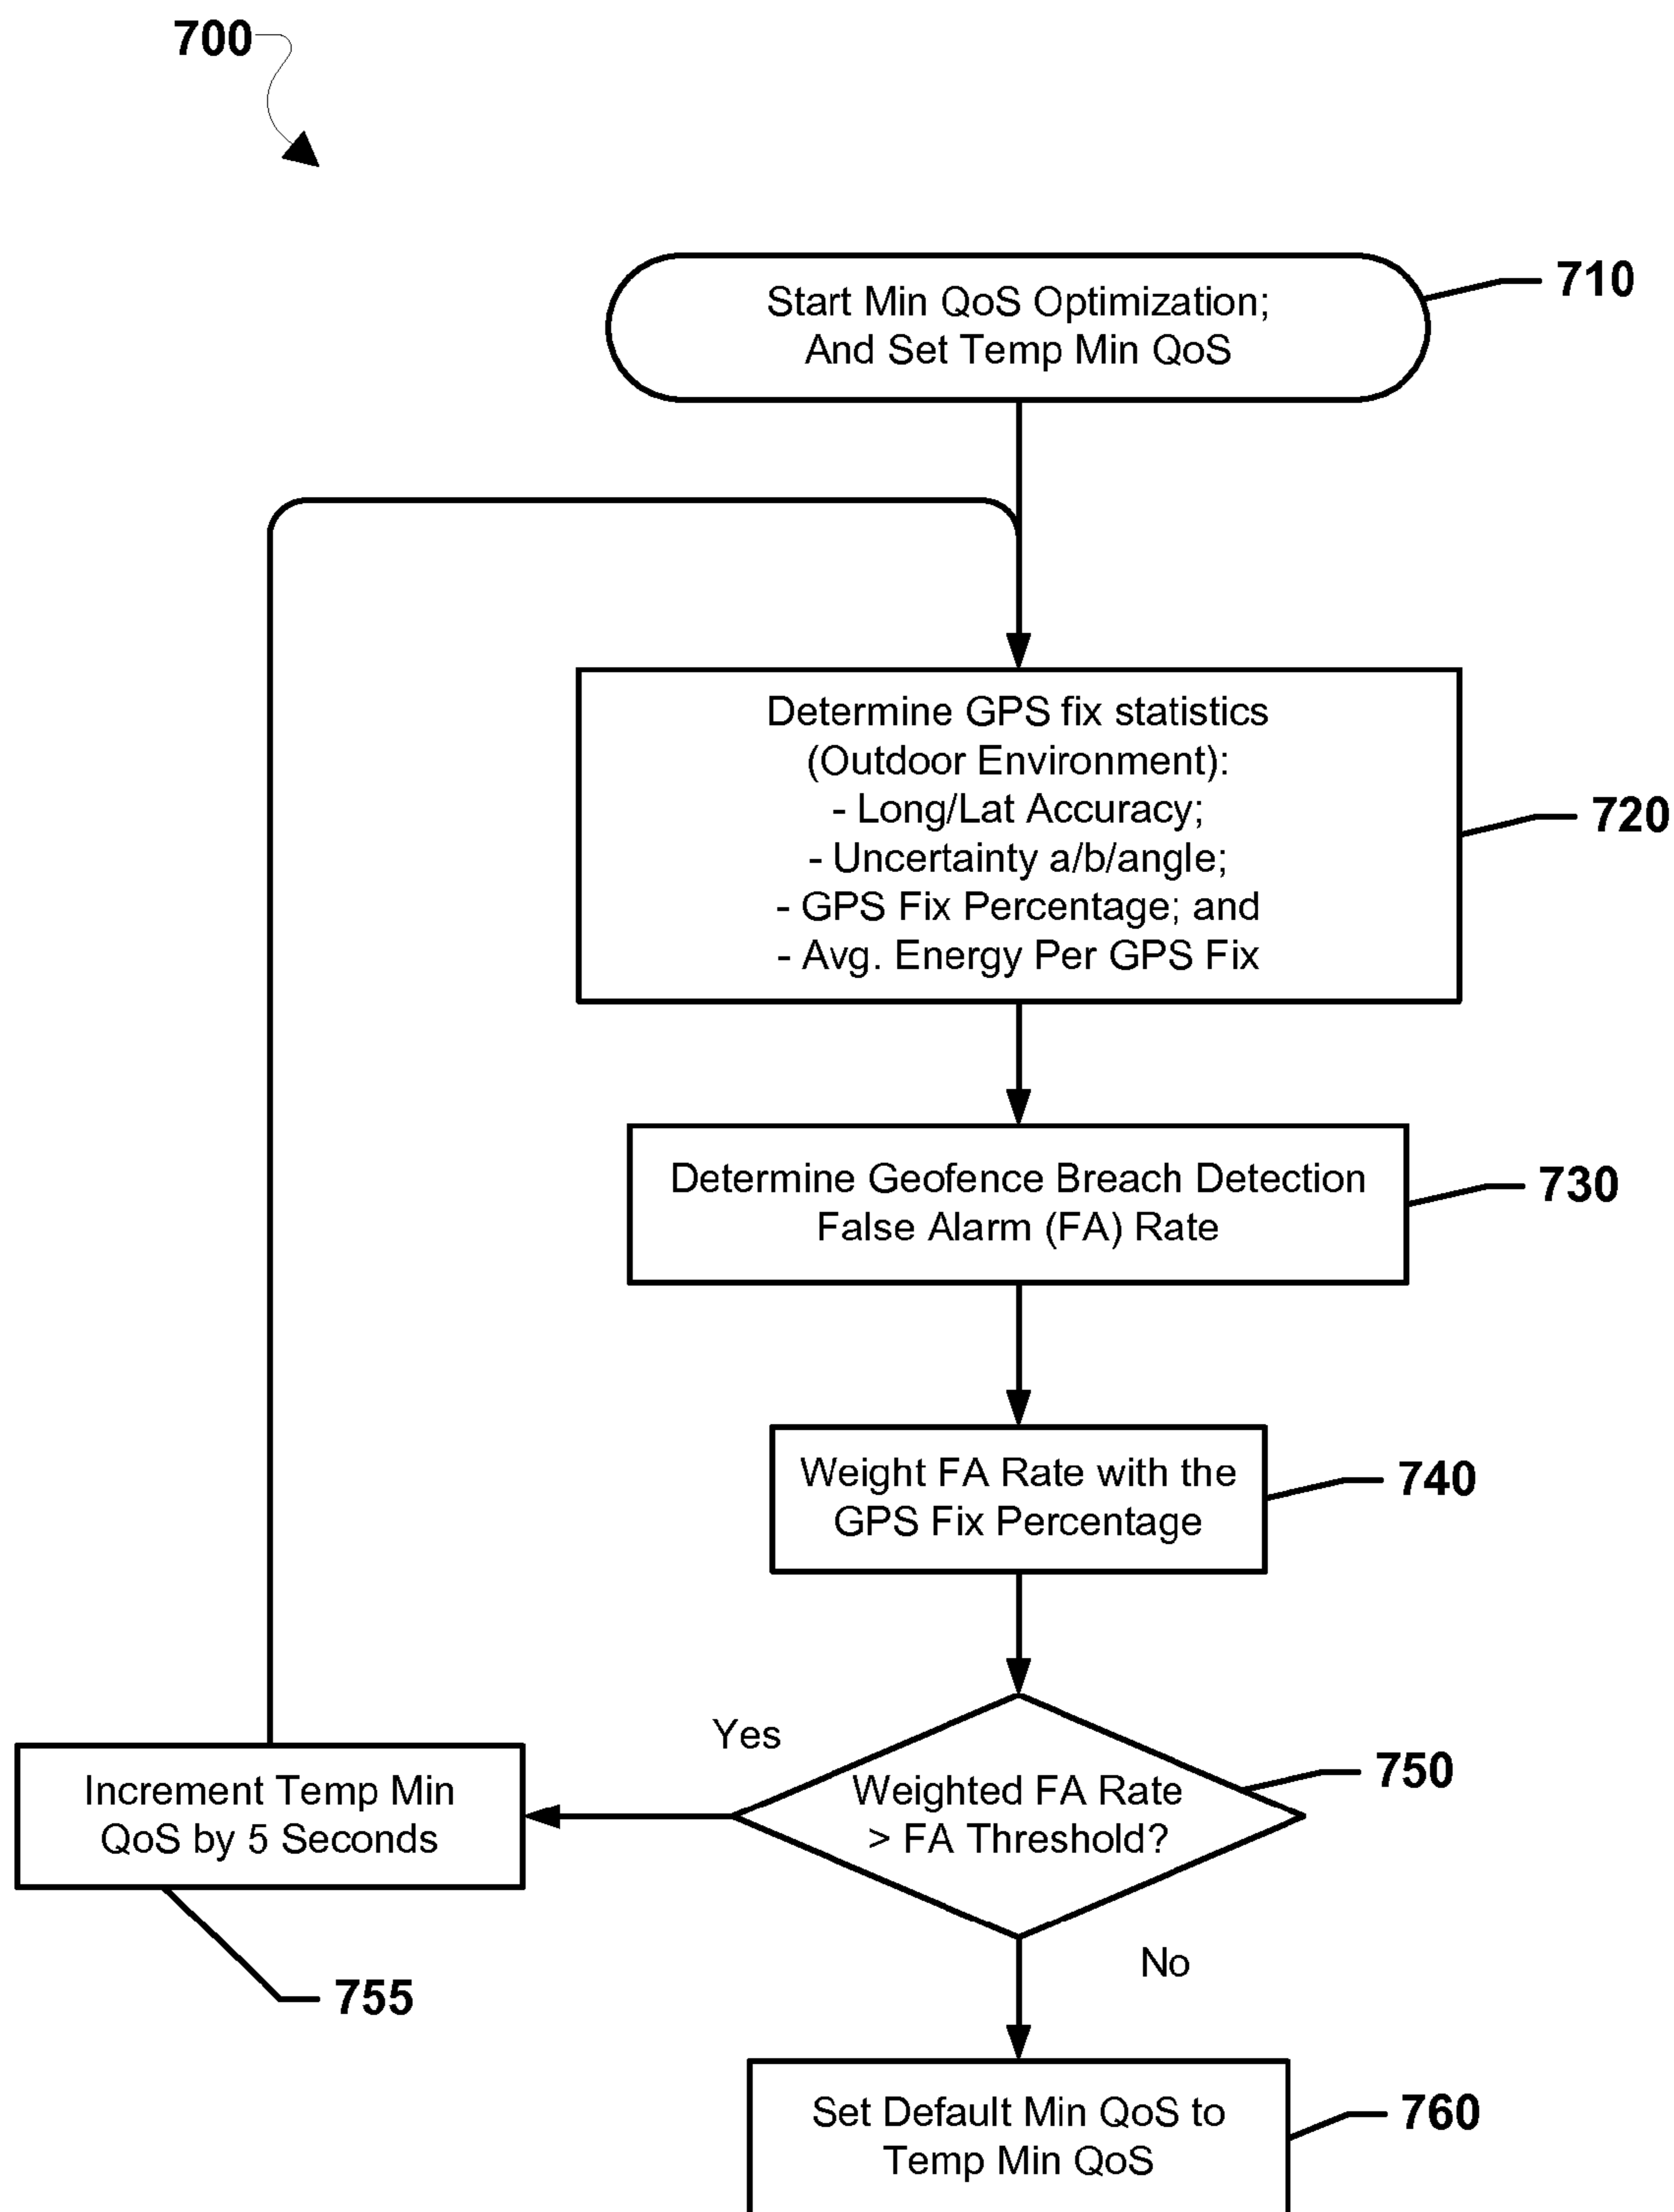 700
Start Min QoS Optimization;
And Set Temp Min QoS
710
Determine GPS fix statistics
(Outdoor Environment):
- Long/Lat Accuracy;
- Uncertainty a/b/angle;
- GPS Fix Percentage; and
- Avg. Energy Per GPS Fix
720
Determine Geofence Breach Detection
False Alarm (FA) Rate
730
Weight FA Rate with the
GPS Fix Percentage
740
Yes
Weighted FA Rate
> FA Threshold?
750
Increment Temp Min
QoS by 5 Seconds
755
No
Set Default Min QoS to
Temp Min QoS
760